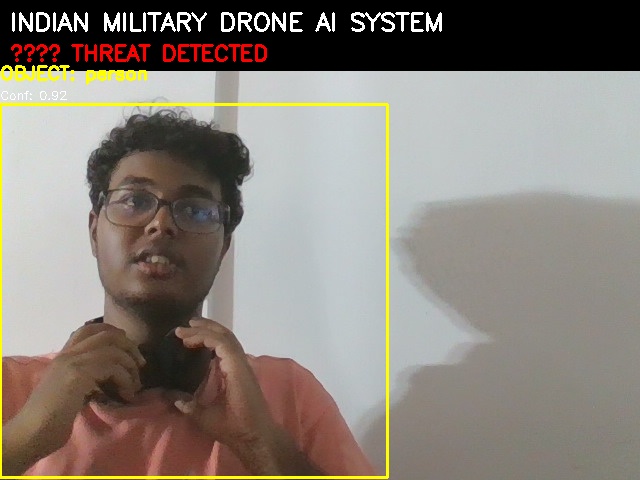 INDIAN MILITARY DRONE AI SYSTEM
???? THREAT DETECTED
OBJECT: person
Conf: 0.92